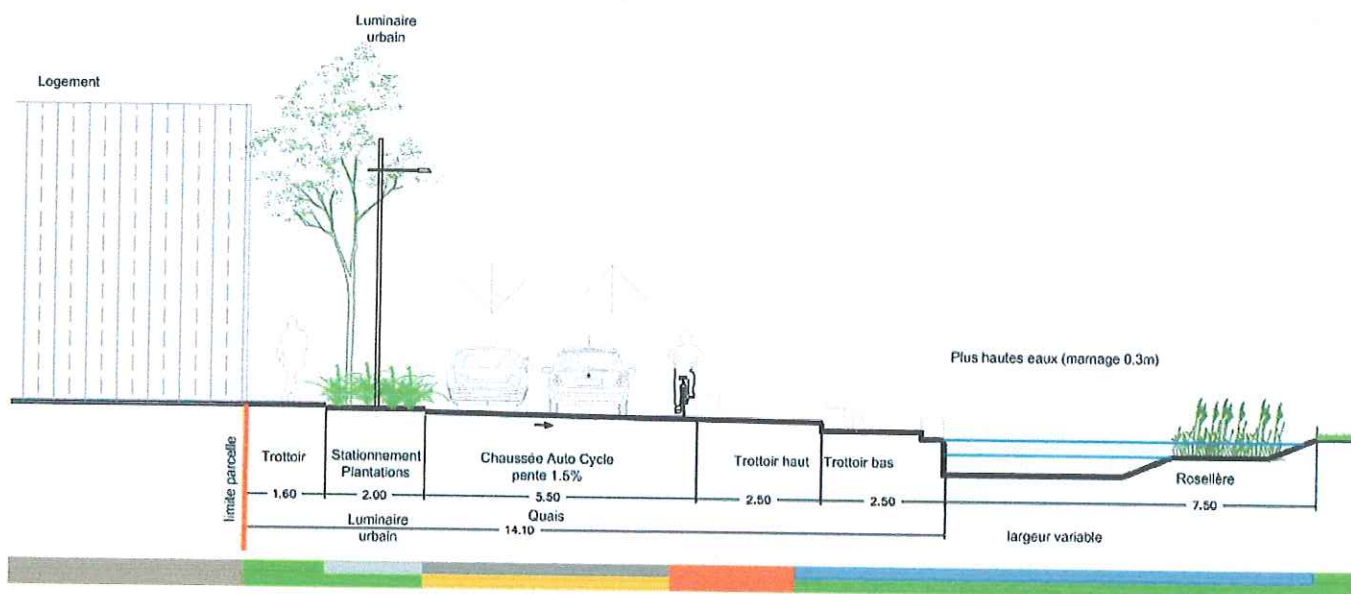 Luminaire
urbain
Logement
Plus hautes eaux (marnage 0.3m)
limite parcelle
Trottoir
1.60
Stationnement
Plantations
2.00
Chaussée Auto Cyclo
pente 1.5%
5.50
Trottoir haut
2.50
Trottoir bas
2.50
Rosellère
7.50
Quais
14.10
Luminaire
urbain
largeur variable